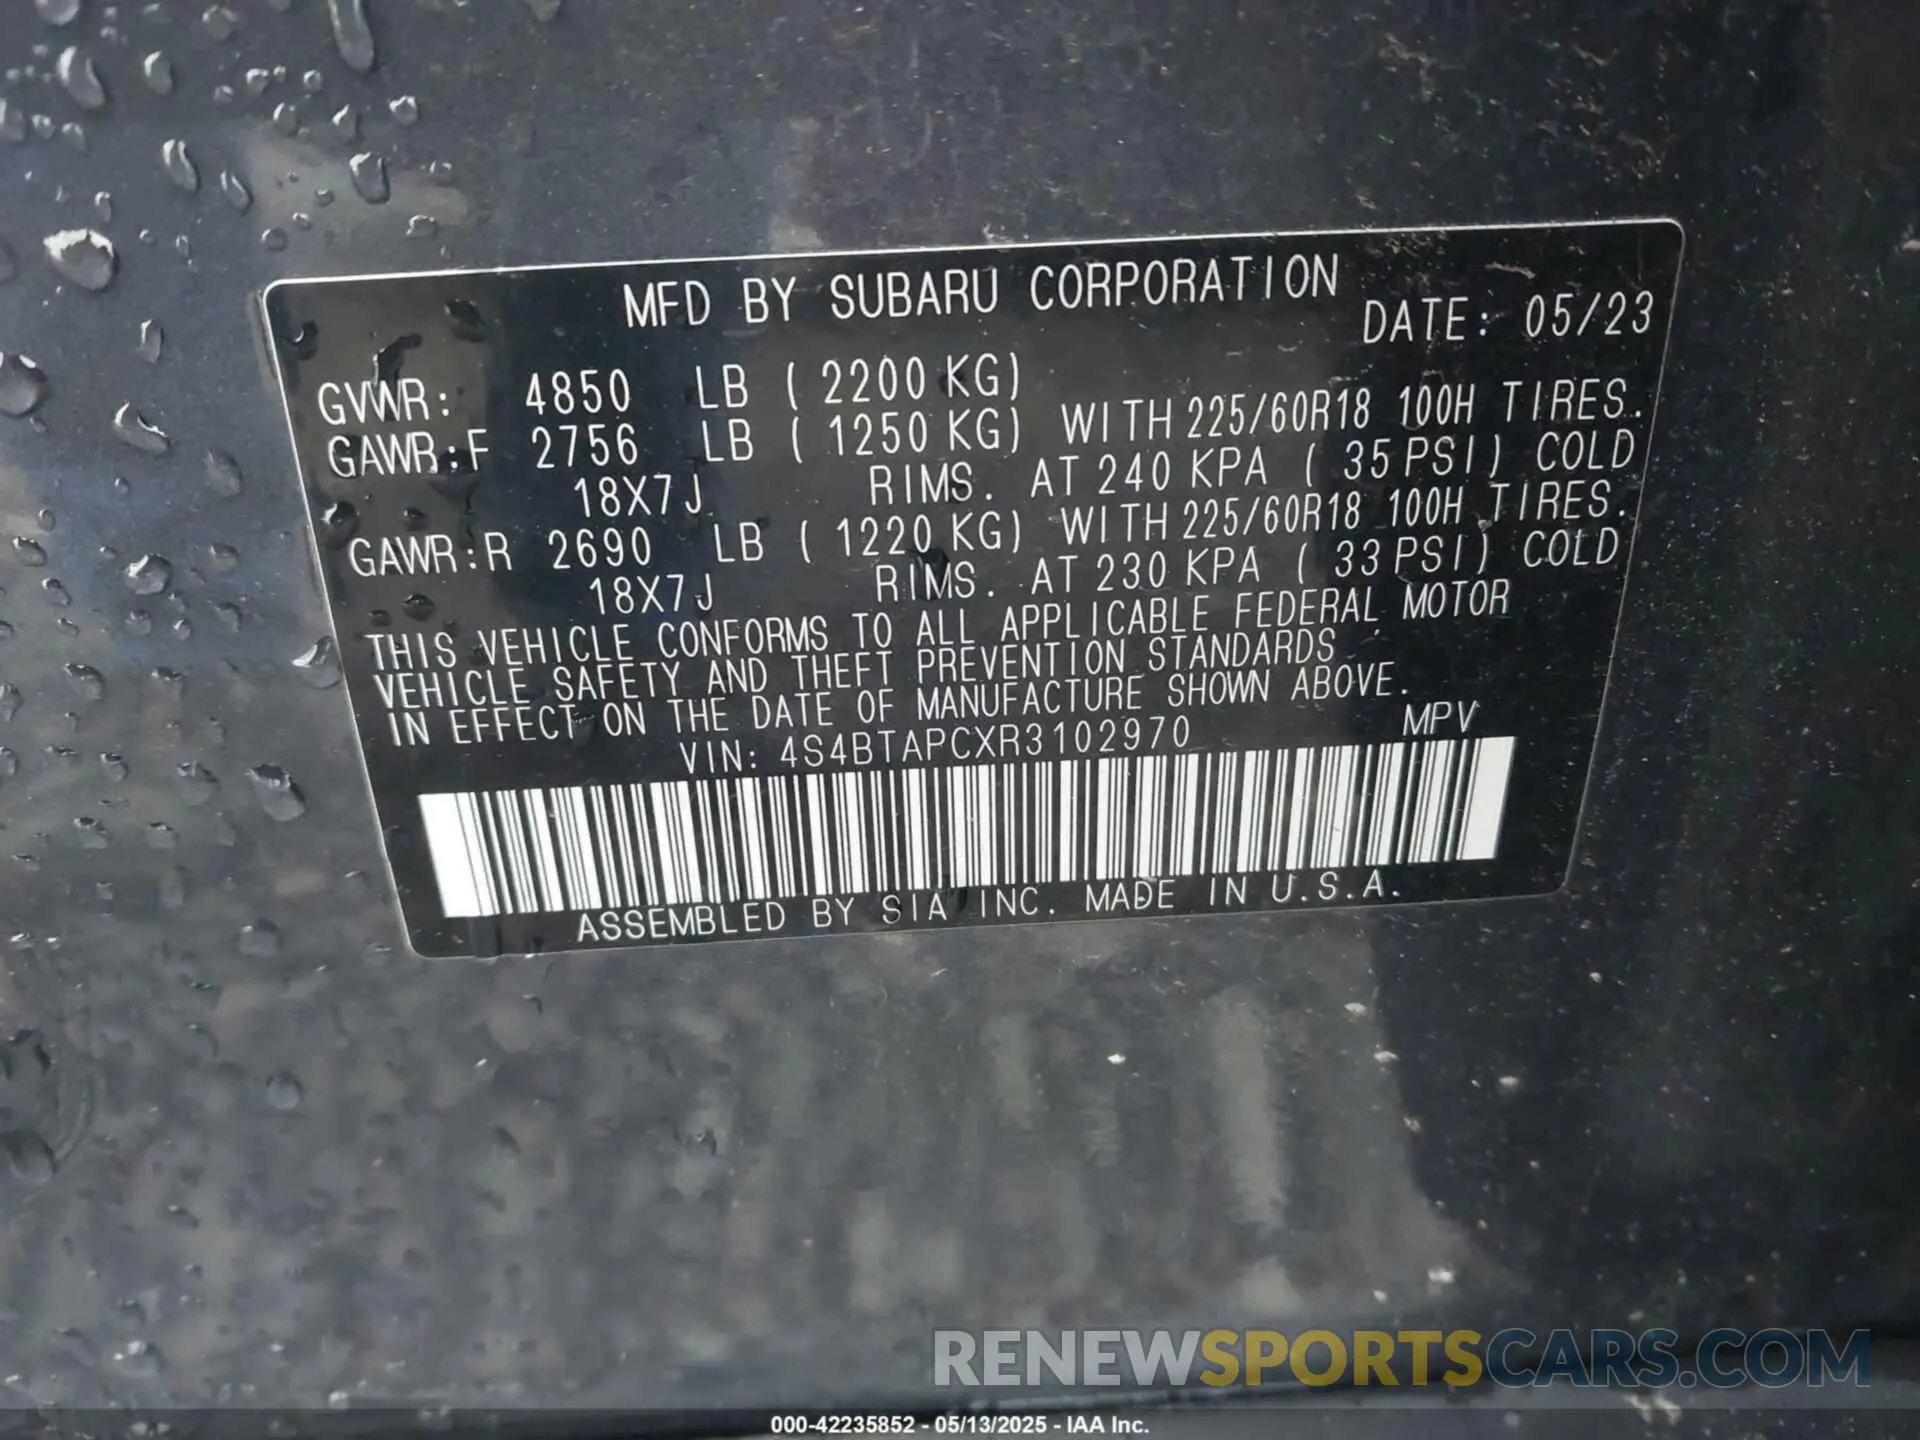 MFD BY SUBARU CORPORATION
DATE: 05/23
GVWR: 4850 LB ( 2200 KG)
GAWR:F 2756 LB ( 1250 KG) WITH 225/60R18 100H TIRES.
18X7J RIMS. AT 240 KPA ( 35 PSI) COLD
GAWR:R 2690 LB ( 1220 KG) WITH 225/60R18 100H TIRES.
18X7J RIMS. AT 230 KPA ( 33 PSI) COLD
THIS VEHICLE CONFORMS TO ALL APPLICABLE FEDERAL MOTOR
VEHICLE SAFETY AND THEFT PREVENTION STANDARDS
IN EFFECT ON THE DATE OF MANUFACTURE SHOWN ABOVE.
VIN: 4S4BTAPCXR3102970 MPV
ASSEMBLED BY SIA INC. MADE IN U.S.A.
RENEWSPORTSCARS.COM
000-42235852 - 05/13/2025 - IAA Inc.